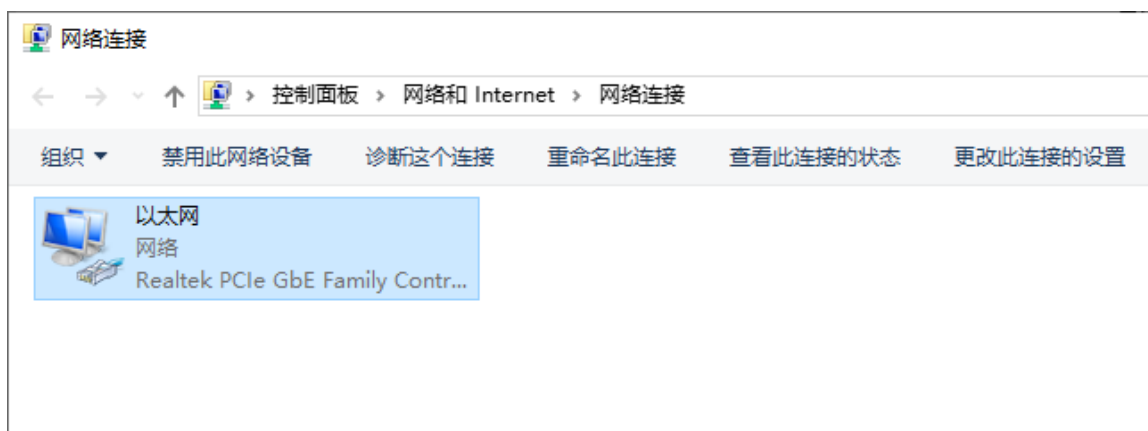 网络连接
控制面板 › 网络和 Internet › 网络连接
组织 禁用此网络设备 诊断这个连接 重命名此连接 查看此连接的状态 更改此连接的设置
以太网
网络
Realtek PCIe GbE Family Contr...